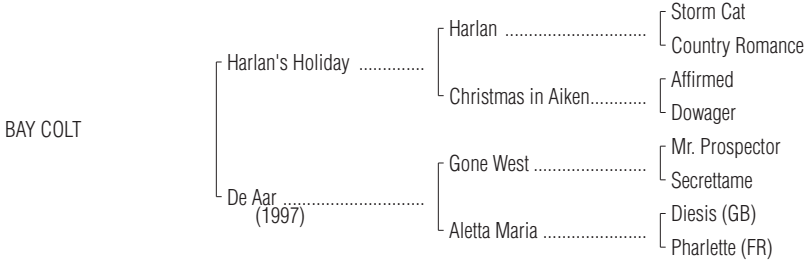 Storm Cat
Harlan ..............................
Country Romance
Harlan's Holiday ..............
Affirmed
Christmas in Aiken............
Dowager
BAY COLT
Mr. Prospector
Gone West ........................
Secrettame
De Aar ..............................
(1997)
Diesis (GB)
Aletta Maria ......................
Pharlette (FR)